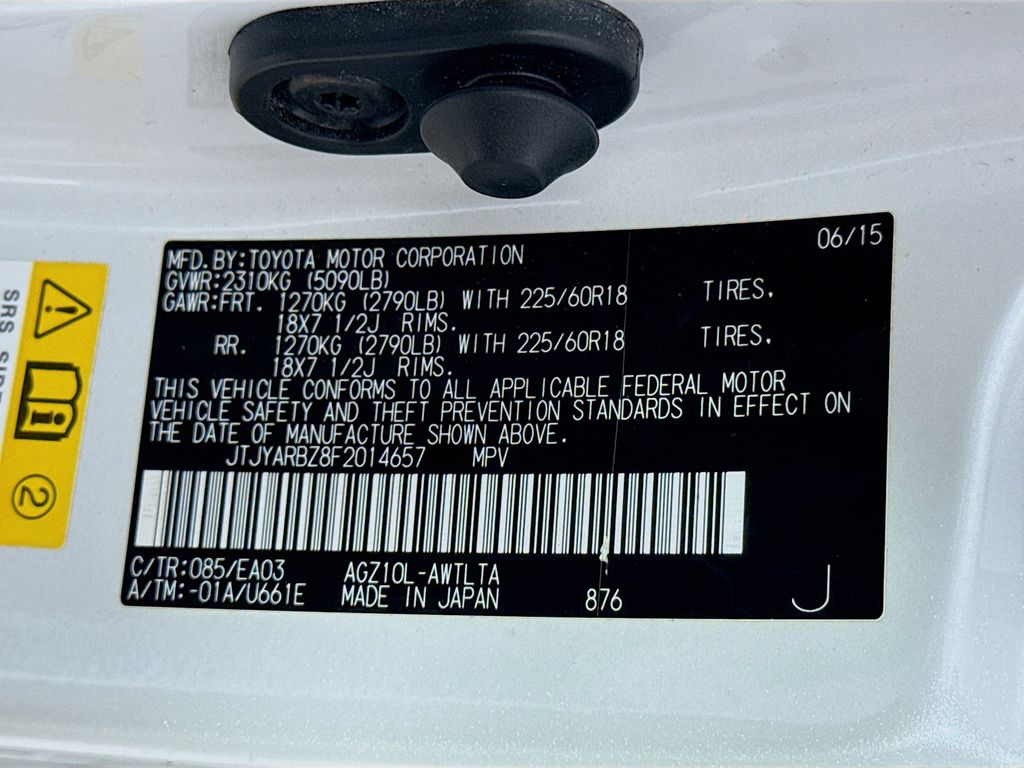 06/15
MFD. BY: TOYOTA MOTOR CORPORATION
GVWR: 2310KG (5090LB)
GAWR: FRT. 1270KG (2790LB) WITH 225/60R18 TIRES,
18X7 1/2J RIMS.
RR. 1270KG (2790LB) WITH 225/60R18 TIRES,
18X7 1/2J RIMS.
THIS VEHICLE CONFORMS TO ALL APPLICABLE FEDERAL MOTOR
VEHICLE SAFETY AND THEFT PREVENTION STANDARDS IN EFFECT ON
THE DATE OF MANUFACTURE SHOWN ABOVE.
JTJYARBZ8F2014657 MPV
C/TR: 085/EA03 AGZ10L-AWTLTA
A/TM: -01A/U661E MADE IN JAPAN 876 J
SRS
2